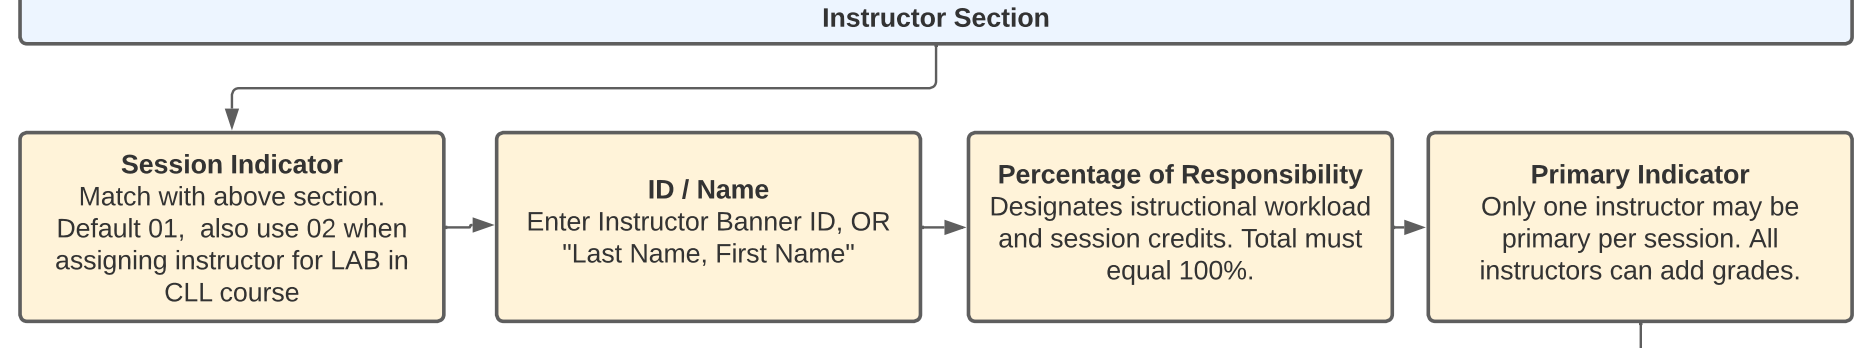 Instructor Section
Session Indicator
Match with above section.
Default 01,  also use 02 when
assigning instructor for LAB in
CLL course
ID / Name
Enter Instructor Banner ID, OR
"Last Name, First Name"
Percentage of Responsibility
Designates istructional workload
and session credits. Total must
equal 100%.
Primary Indicator
Only one instructor may be
primary per session. All
instructors can add grades.